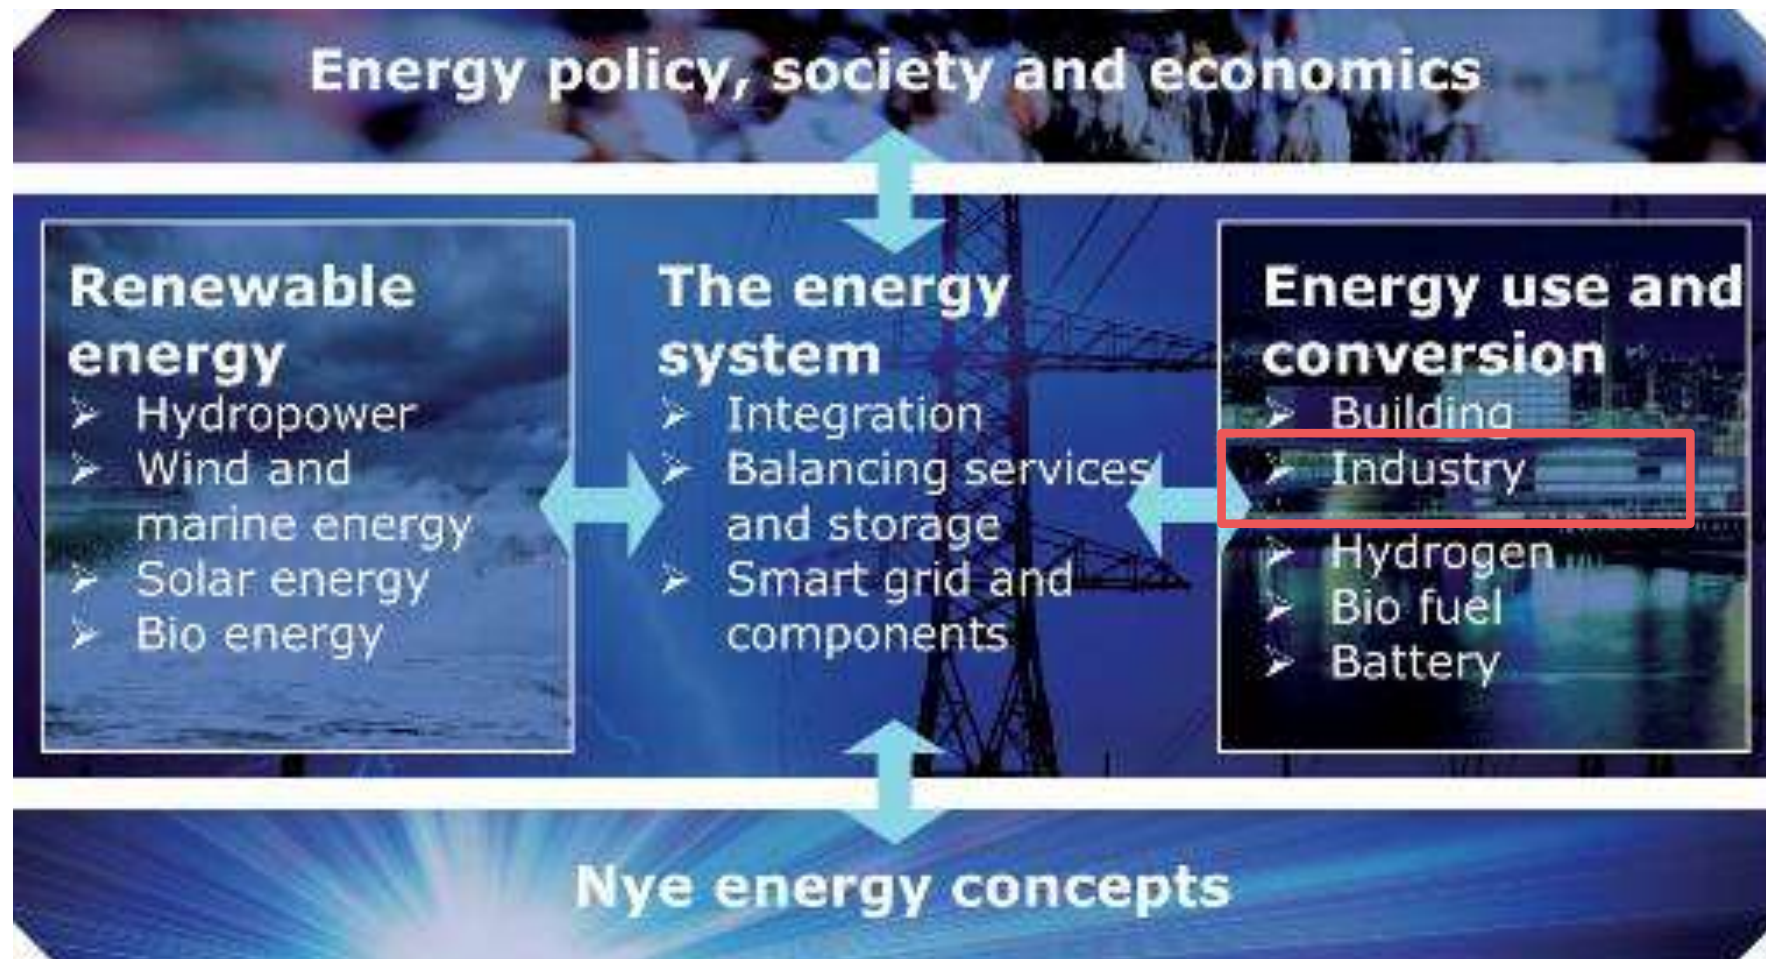 Energy policy, society and economics
Renewable
energy
➢ Hydropower
➢ Wind and
marine energy
➢ Solar energy
➢ Bio energy
The energy
system
➢ Integration
➢ Balancing services
and storage
➢ Smart grid and
components
Energy use and
conversion
➢ Building
➢ Industry
➢ Hydrogen
➢ Bio fuel
➢ Battery
Nye energy concepts